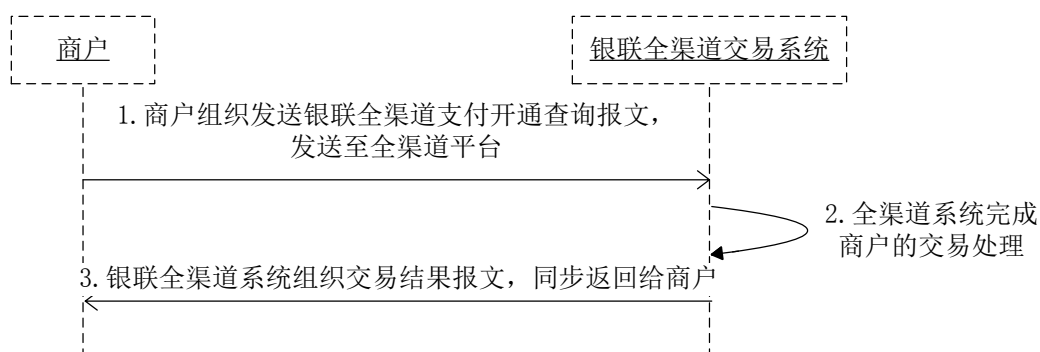 商户
银联全渠道交易系统
1.商户组织发送银联全渠道支付开通查询报文，
发送至全渠道平台
2.全渠道系统完成
商户的交易处理
3.银联全渠道系统组织交易结果报文，同步返回给商户